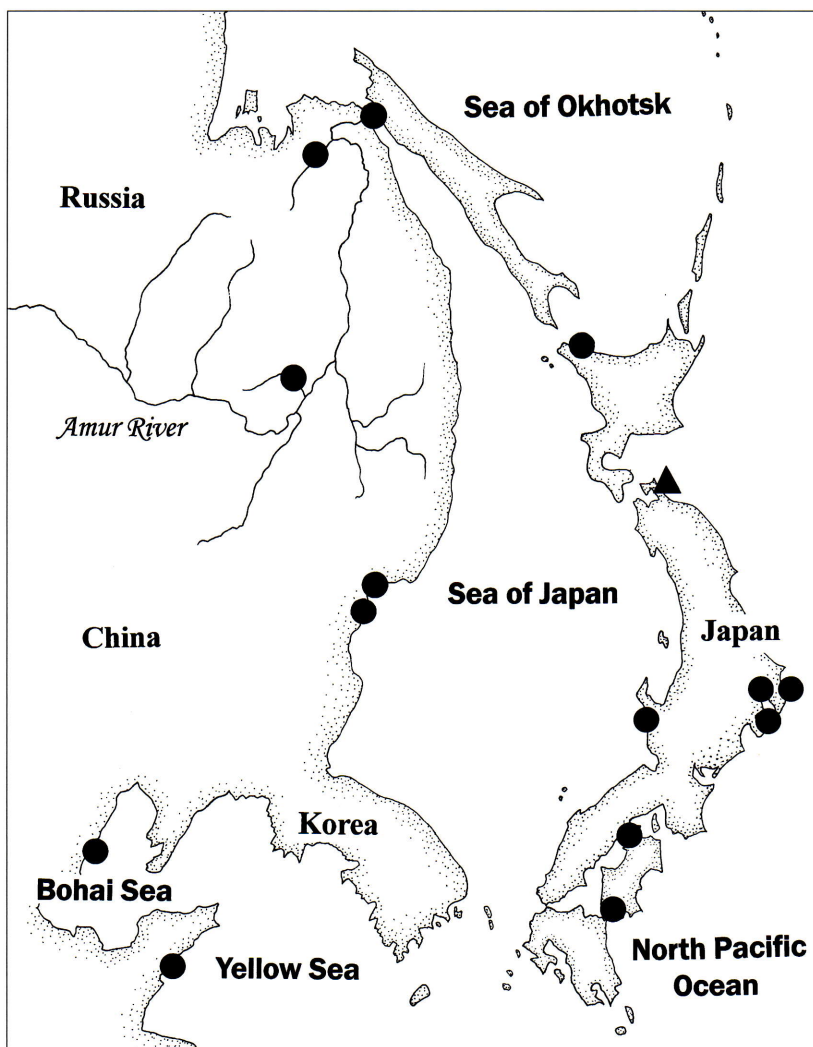 Sea of Okhotsk
Russia
Amur River
Sea of Japan
China
Japan
Korea
Bohai Sea
Yellow Sea
North Pacific
Ocean